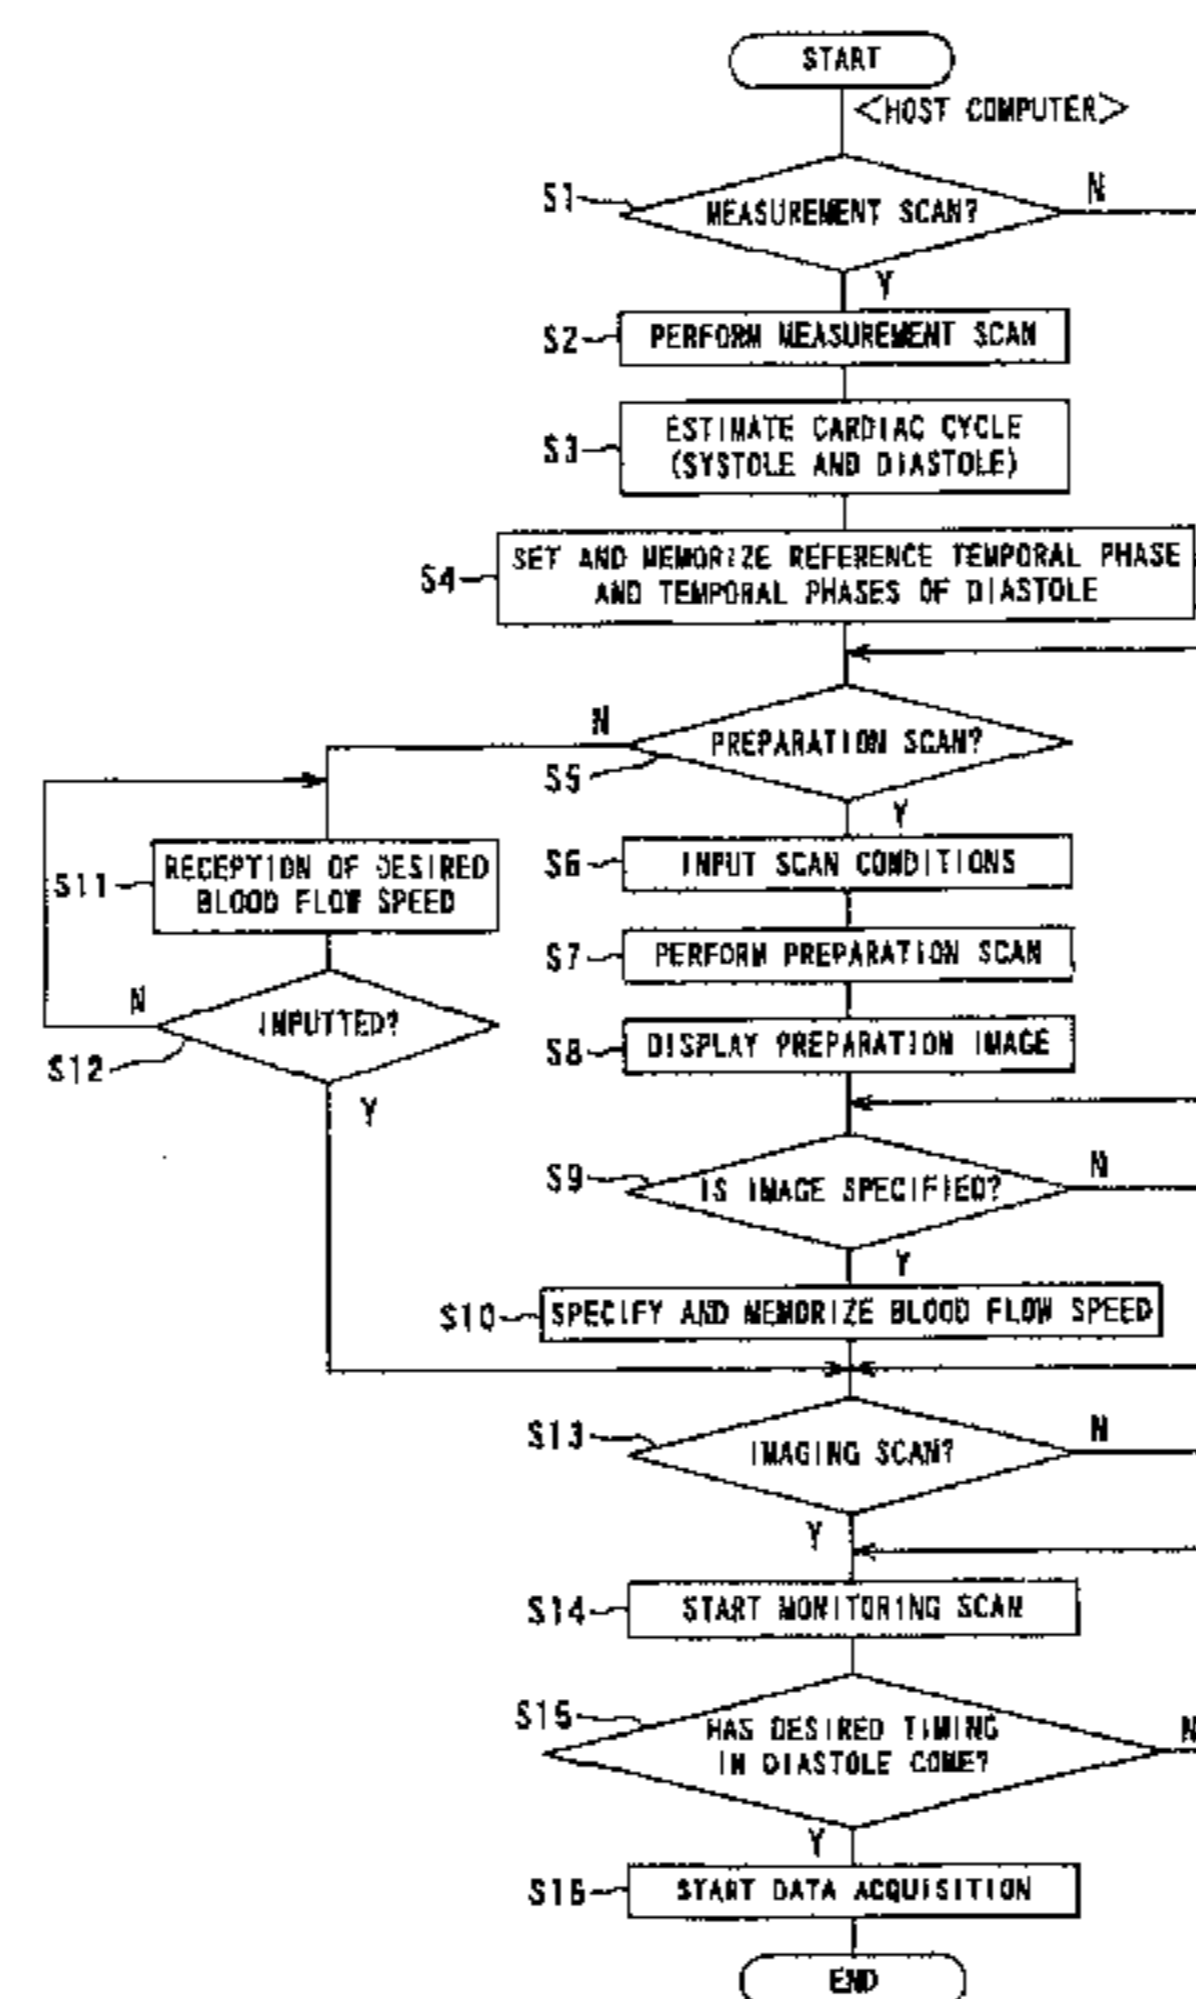 START
<HOST COMPUTER>
S1
MEASUREMENT SCAN?
N
Y
S2
PERFORM MEASUREMENT SCAN
S3
ESTIMATE CARDIAC CYCLE
(SYSTOLE AND DIASTOLE)
S4
SET AND MEMORIZE REFERENCE TEMPORAL PHASE
AND TEMPORAL PHASES OF DIASTOLE
N
PREPARATION SCAN?
S5
Y
S6
INPUT SCAN CONDITIONS
S11
RECEPTION OF DESIRED
BLOOD FLOW SPEED
S7
PERFORM PREPARATION SCAN
N
INPUTTED?
S12
Y
S8
DISPLAY PREPARATION IMAGE
S9
IS IMAGE SPECIFIED?
N
Y
S10
SPECIFY AND MEMORIZE BLOOD FLOW SPEED
S13
IMAGING SCAN?
N
Y
S14
START MONITORING SCAN
S15
HAS DESIRED TIMING
IN DIASTOLE COME?
N
Y
S16
START DATA ACQUISITION
END